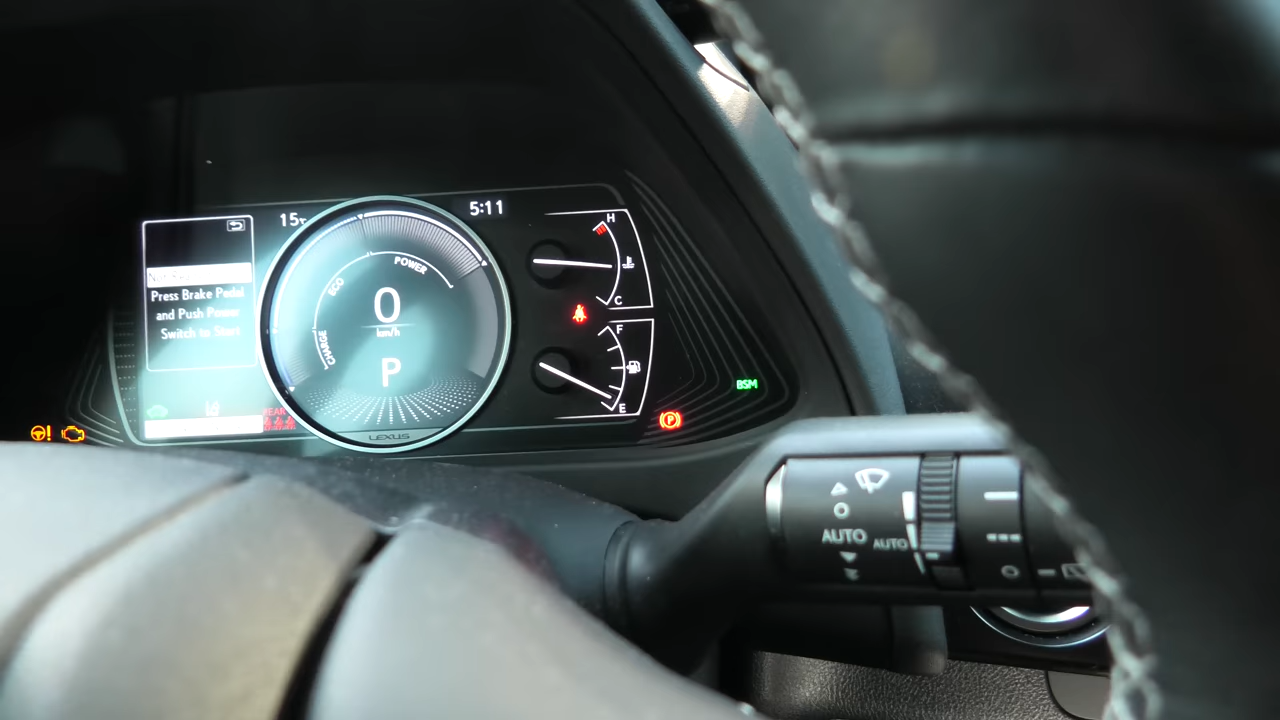 15
5:11
H
POWER
ECO
Press Brake Pedal
and Push Power
Switch to Start
0
km/h
C
F
CHARGE
P
E
BSM
REAR
P
LEXUS
AUTO
AUTO